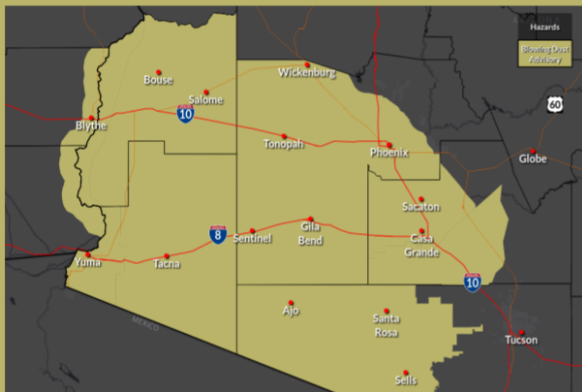 Hazards
Blowing Dust
Advisory
Bouse
Wickenburg
Salome
10
60
Blythe
Tonopah
Phoenix
Globe
Sacaton
8
Sentinel
Gila
Bend
Casa
Grande
Yuma
Tacna
10
Ajo
Santa
Rosa
MEXICO
Tucson
Sells